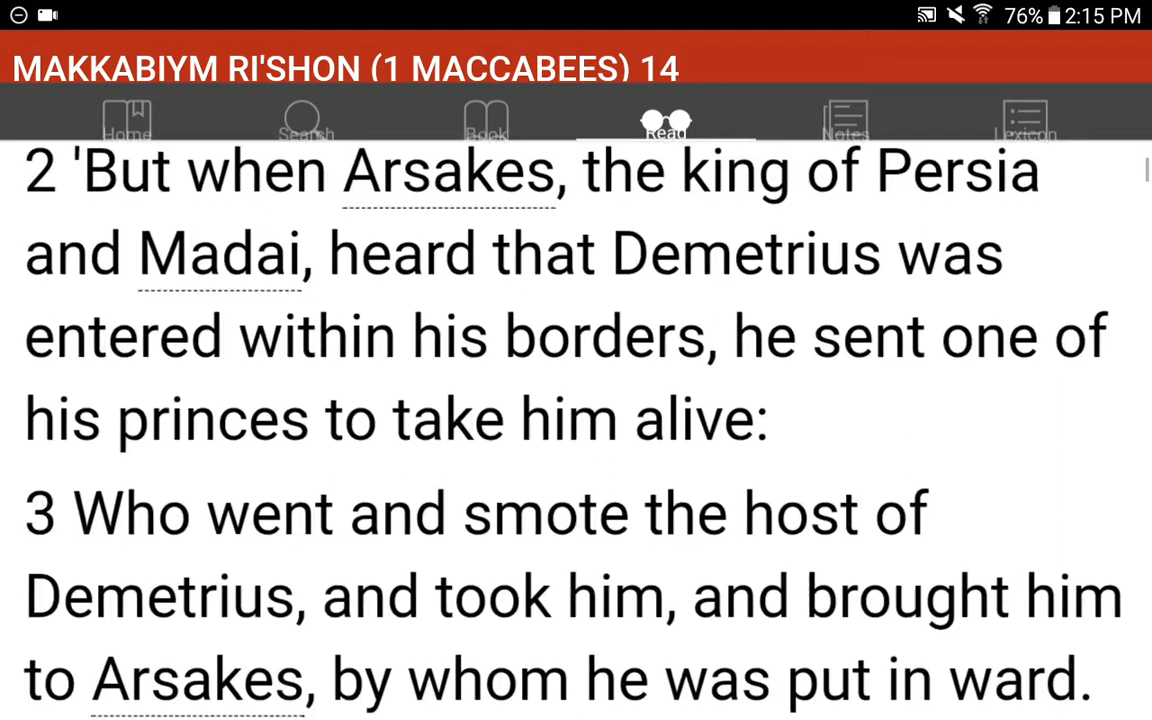 76% 2:15 PM
MAKKABIYM RI'SHON (1 MACCABEES) 14
Home Search Book Read Notes Lexicon
2 'But when Arsakes, the king of Persia
and Madai, heard that Demetrius was
entered within his borders, he sent one of
his princes to take him alive:
3 Who went and smote the host of
Demetrius, and took him, and brought him
to Arsakes, by whom he was put in ward.